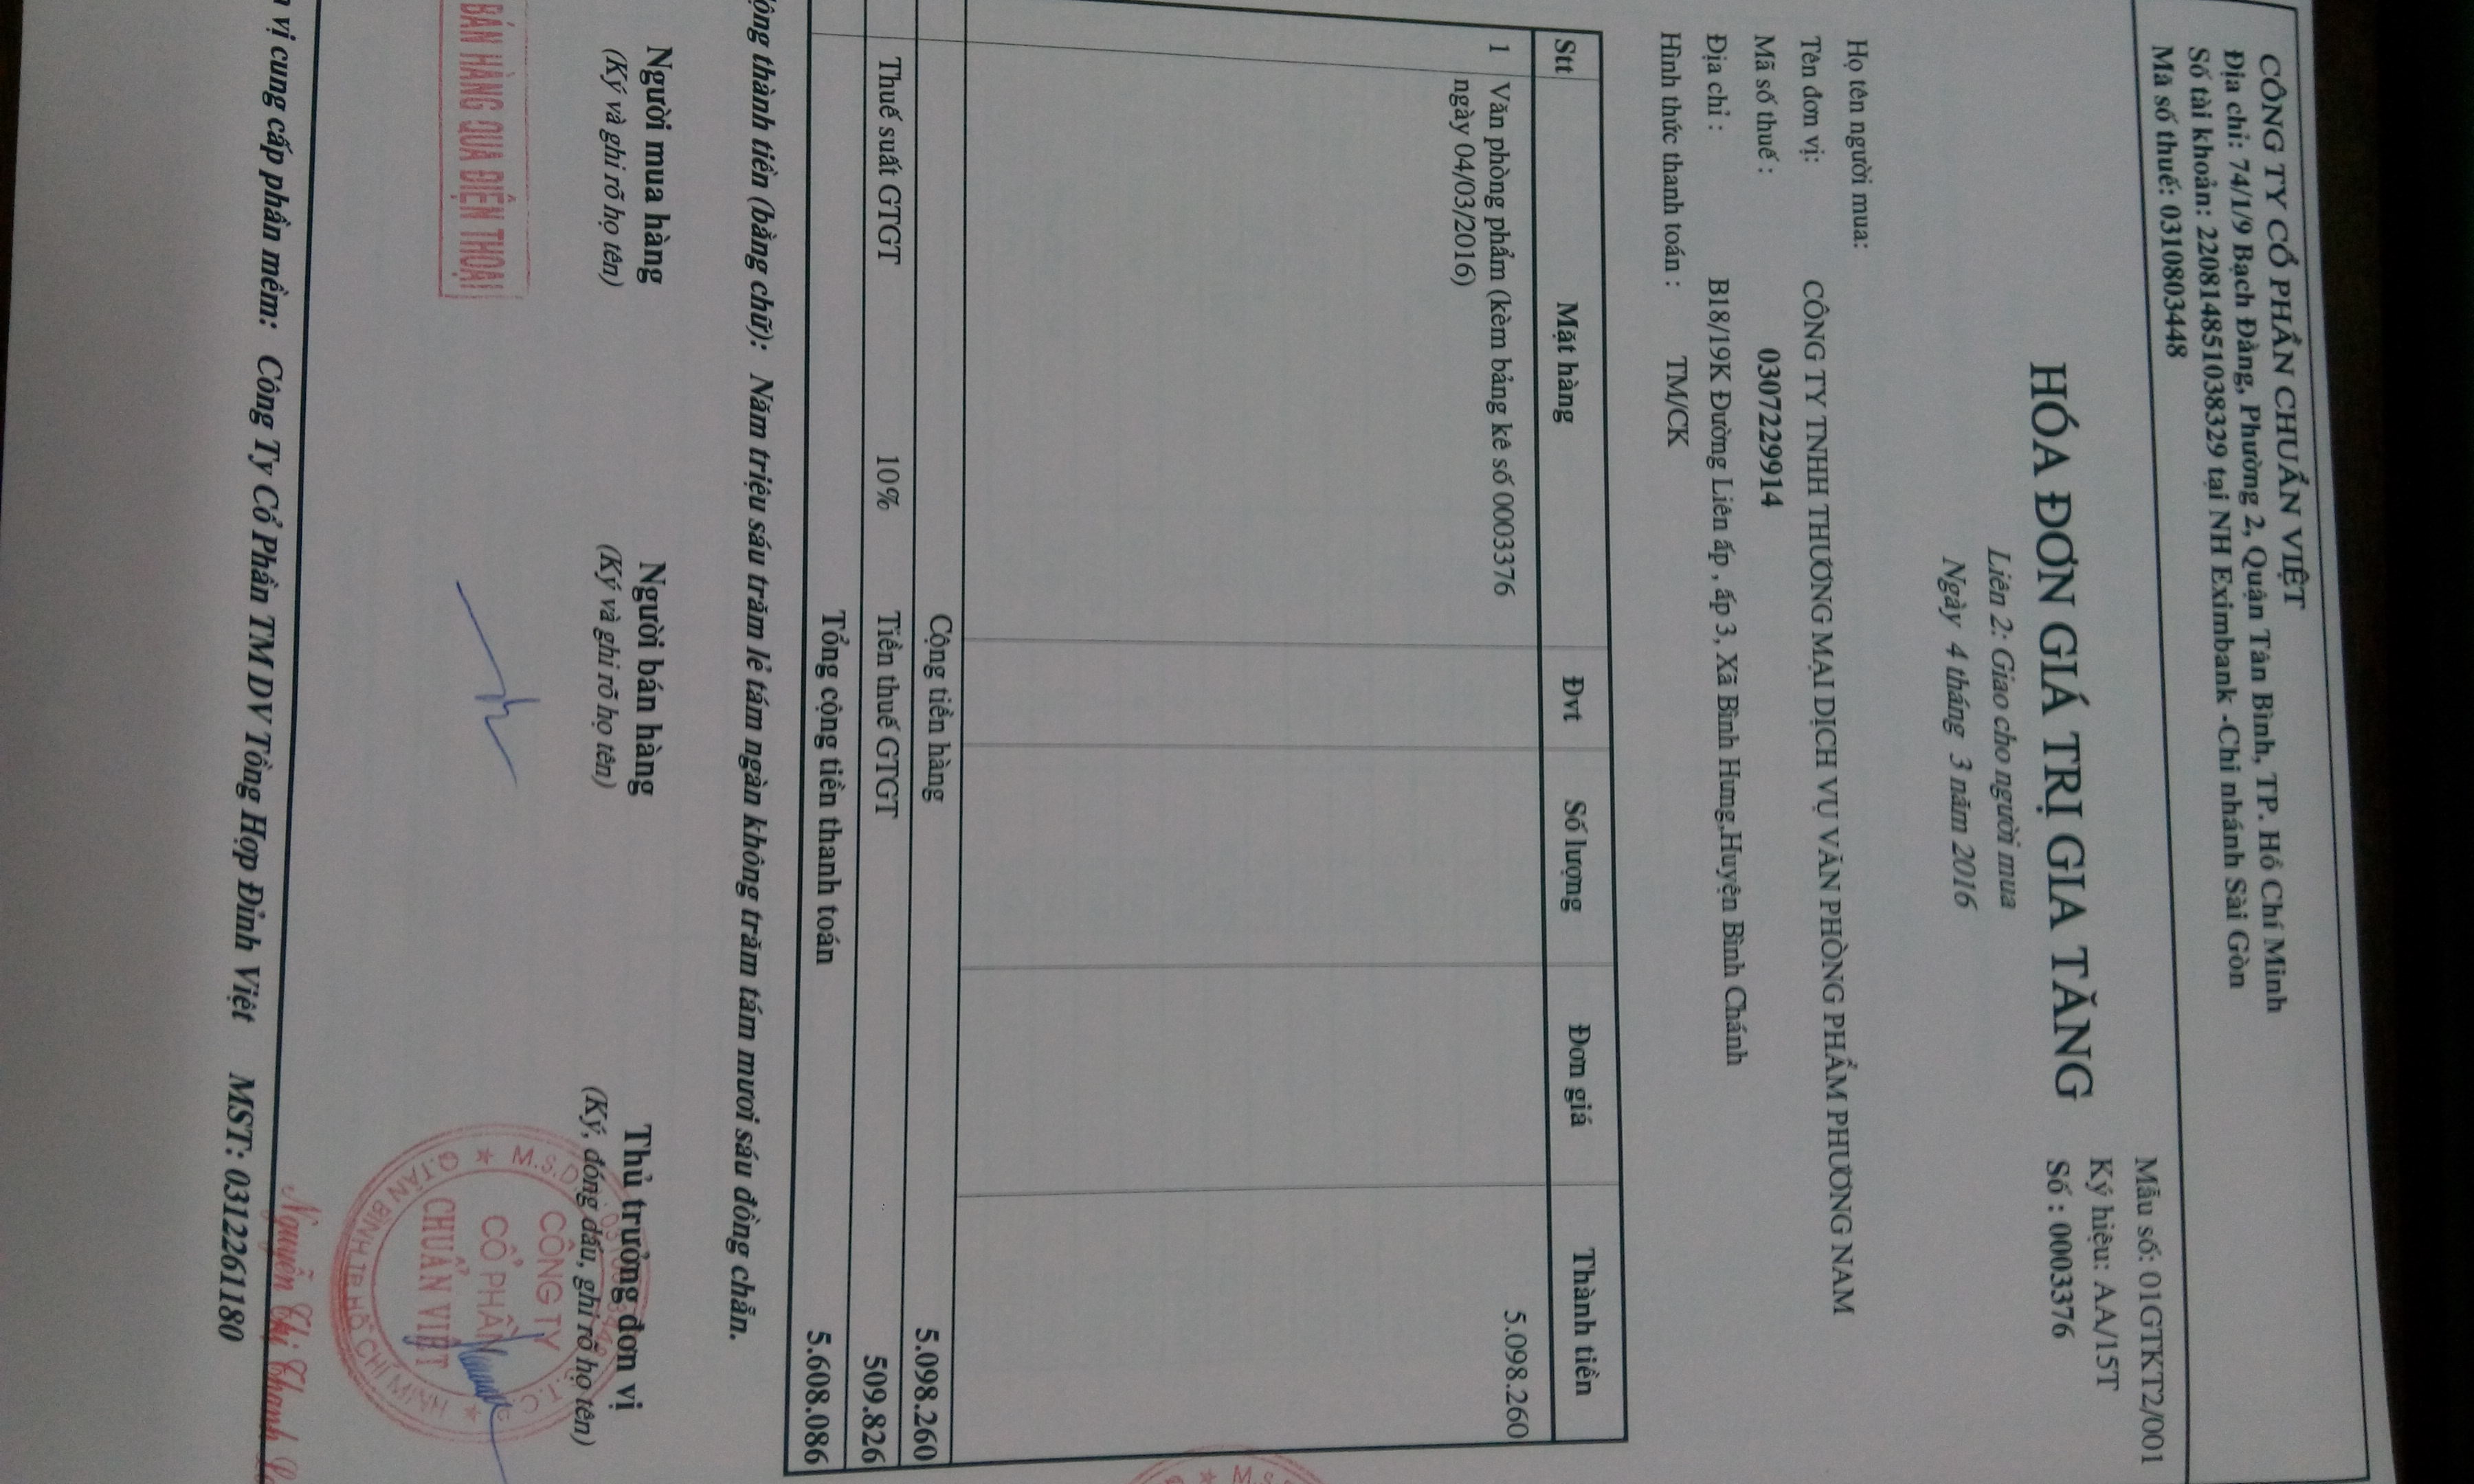 CÔNG TY CỔ PHẦN CHUẨN VIỆT
Địa chỉ: 74/1/9 Bạch Đằng, Phường 2, Quận Tân Bình, TP. Hồ Chí Minh
Số tài khoản: 220814851038329 tại NH Eximbank -Chi nhánh Sài Gòn
Mã số thuế: 0310803448
Mẫu số: 01GTKT2/001
Ký hiệu: AA/15T
Số : 0003376
HÓA ĐƠN GIÁ TRỊ GIA TĂNG
Liên 2: Giao cho người mua
Ngày 4 tháng 3 năm 2016
Họ tên người mua:
Tên đơn vị: CÔNG TY TNHH THƯƠNG MẠI DỊCH VỤ VĂN PHÒNG PHẨM PHƯƠNG NAM
Mã số thuế : 0307229914
Địa chỉ : B18/19K Đường Liên ấp , ấp 3, Xã Bình Hưng,Huyện Bình Chánh
Hình thức thanh toán : TM/CK
Stt Mặt hàng Đvt Số lượng Đơn giá Thành tiền
1 Văn phòng phẩm (kèm bảng kê số 0003376 5.098.260
ngày 04/03/2016)
Cộng tiền hàng 5.098.260
Thuế suất GTGT 10% Tiền thuế GTGT 509.826
Tổng cộng tiền thanh toán 5.608.086
thành tiền (bằng chữ): Năm triệu sáu trăm lẻ tám ngàn không trăm tám mươi sáu đồng chẵn.
Người mua hàng Người bán hàng Thủ trưởng đơn vị
(Ký và ghi rõ họ tên) (Ký và ghi rõ họ tên) (Ký, đóng dấu, ghi rõ họ tên)
BÁN HÀNG QUA ĐIỆN THOẠI
CÔNG TY
CỔ PHẦN
CHUẨN VIỆT
Q.TÂN BÌNH.TP HỒ CHÍ MINH
Nguyễn Thị Thanh
vị cung cấp phần mềm: Công Ty Cổ Phần TM DV Tổng Hợp Đỉnh Việt MST: 0312261180